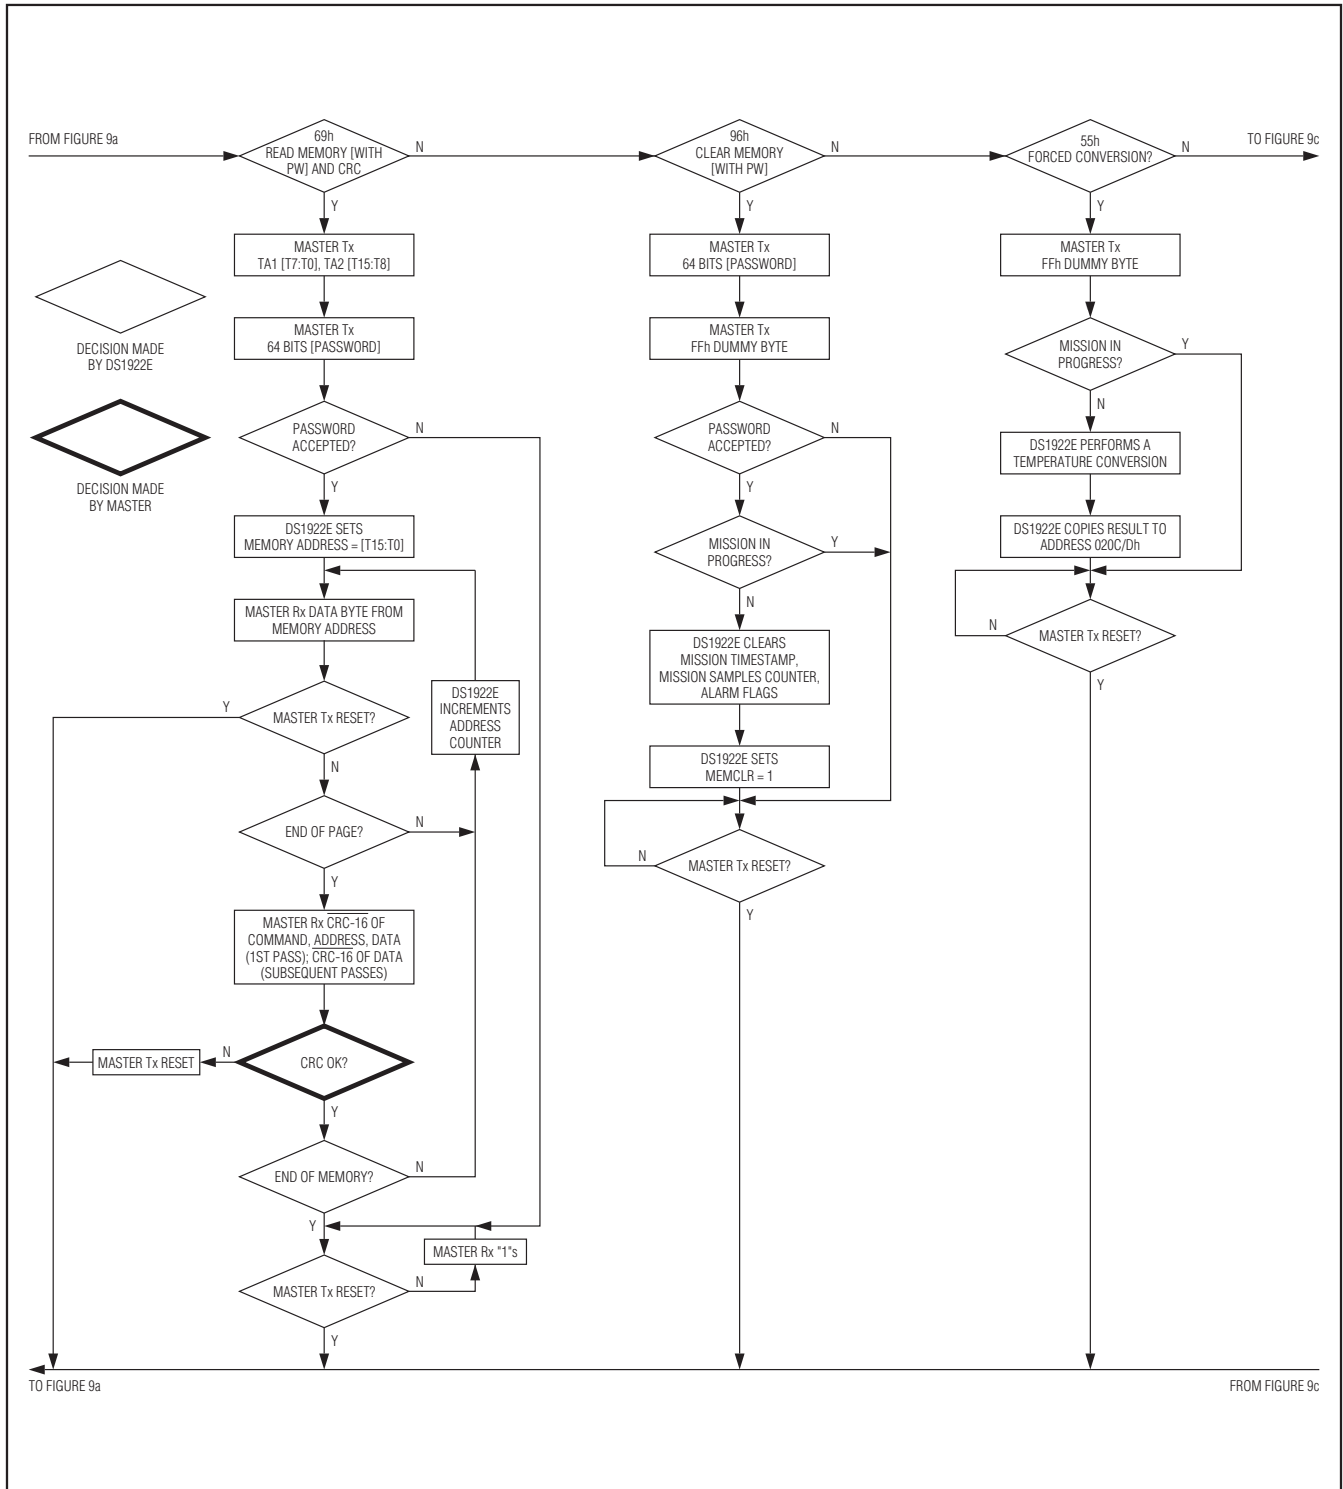 FROM FIGURE 9a
69h
READ MEMORY [WITH
PW] AND CRC
N
Y
MASTER Tx
TA1 [T7:T0], TA2 [T15:T8]
MASTER Tx
64 BITS [PASSWORD]
PASSWORD
ACCEPTED?
N
Y
DS1922E SETS
MEMORY ADDRESS = [T15:T0]
MASTER Rx DATA BYTE FROM
MEMORY ADDRESS
MASTER Tx RESET?
Y
N
DS1922E
INCREMENTS
ADDRESS
COUNTER
END OF PAGE?
N
Y
MASTER Rx CRC-16 OF
COMMAND, ADDRESS, DATA
(1ST PASS); CRC-16 OF DATA
(SUBSEQUENT PASSES)
CRC OK?
N
MASTER Tx RESET
Y
END OF MEMORY?
N
Y
MASTER Rx "1"s
MASTER Tx RESET?
N
Y
DECISION MADE
BY DS1922E
DECISION MADE
BY MASTER
96h
CLEAR MEMORY
[WITH PW]
N
Y
MASTER Tx
64 BITS [PASSWORD]
MASTER Tx
FFh DUMMY BYTE
PASSWORD
ACCEPTED?
N
Y
MISSION IN
PROGRESS?
Y
N
DS1922E CLEARS
MISSION TIMESTAMP,
MISSION SAMPLES COUNTER,
ALARM FLAGS
DS1922E SETS
MEMCLR = 1
MASTER Tx RESET?
N
Y
55h
FORCED CONVERSION?
N
TO FIGURE 9c
Y
MASTER Tx
FFh DUMMY BYTE
MISSION IN
PROGRESS?
Y
N
DS1922E PERFORMS A
TEMPERATURE CONVERSION
DS1922E COPIES RESULT TO
ADDRESS 020C/Dh
MASTER Tx RESET?
N
Y
TO FIGURE 9a
FROM FIGURE 9c